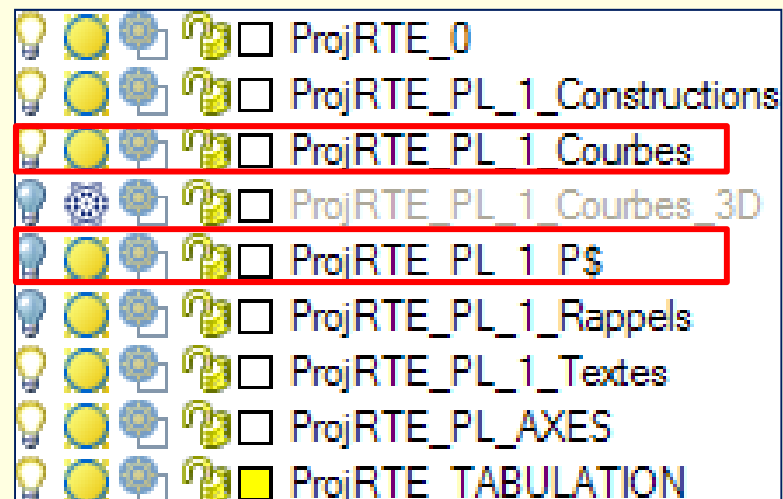 ProjRTE_0
ProjRTE_PL_1_Constructions
ProjRTE_PL_1_Courbes
ProjRTE_PL_1_Courbes_3D
ProjRTE_PL_1_P$
ProjRTE_PL_1_Rappels
ProjRTE_PL_1_Textes
ProjRTE_PL_AXES
ProjRTE_TABULATION